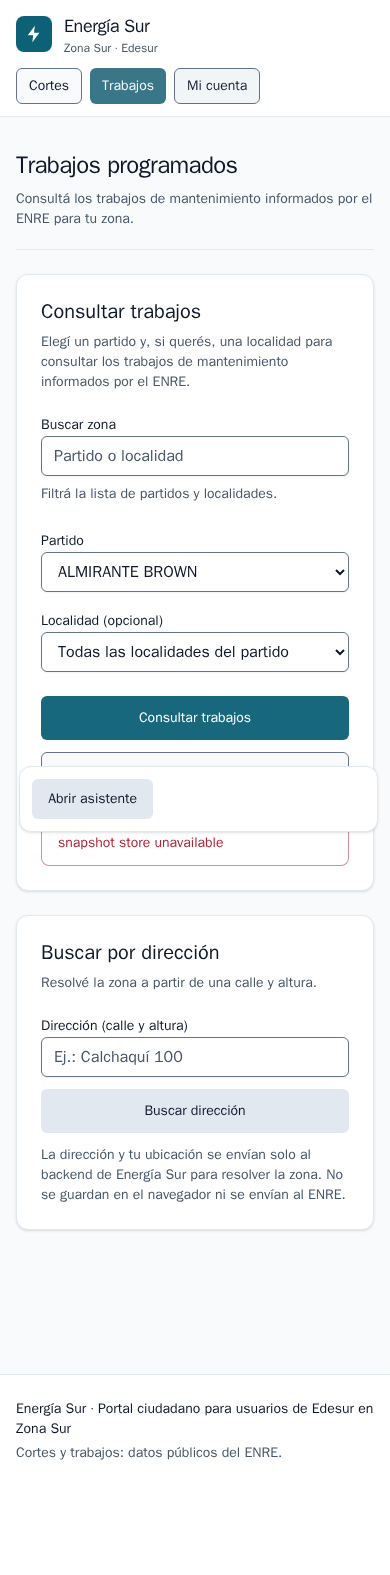 Energía Sur
Zona Sur · Edesur
Cortes
Trabajos
Mi cuenta
Trabajos programados
Consultá los trabajos de mantenimiento informados por el
ENRE para tu zona.
Consultar trabajos
Elegí un partido y, si querés, una localidad para
consultar los trabajos de mantenimiento
informados por el ENRE.
Buscar zona
Partido o localidad
Filtrá la lista de partidos y localidades.
Partido
ALMIRANTE BROWN
Localidad (opcional)
Todas las localidades del partido
Consultar trabajos
Abrir asistente
snapshot store unavailable
Buscar por dirección
Resolvé la zona a partir de una calle y altura.
Dirección (calle y altura)
Ej.: Calchaquí 100
Buscar dirección
La dirección y tu ubicación se envían solo al
backend de Energía Sur para resolver la zona. No
se guardan en el navegador ni se envían al ENRE.
Energía Sur · Portal ciudadano para usuarios de Edesur en
Zona Sur
Cortes y trabajos: datos públicos del ENRE.